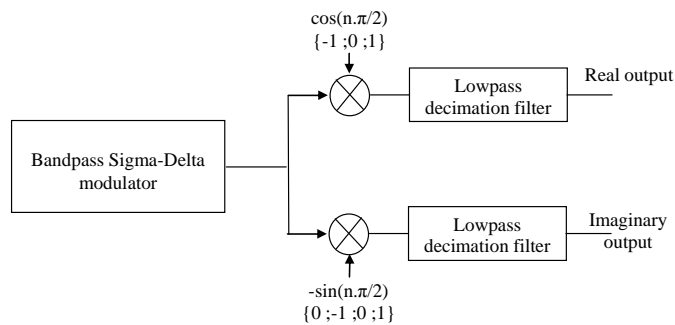 cos(n.π/2)
{-1 ;0 ;1}
Lowpass
decimation filter
Real output
Bandpass Sigma-Delta
modulator
Lowpass
decimation filter
Imaginary
output
-sin(n.π/2)
{0 ;-1 ;0 ;1}